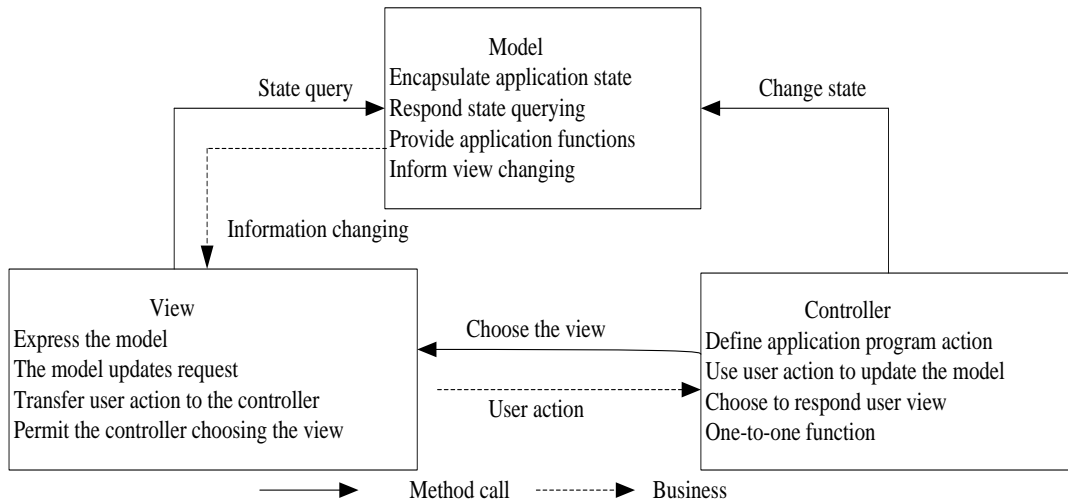 Model
Encapsulate application state
Respond state querying
Provide application functions
Inform view changing
State query
Change state
Information changing
View
Express the model
The model updates request
Transfer user action to the controller
Permit the controller choosing the view
Choose the view
User action
Controller
Define application program action
Use user action to update the model
Choose to respond user view
One-to-one function
Method call
Business